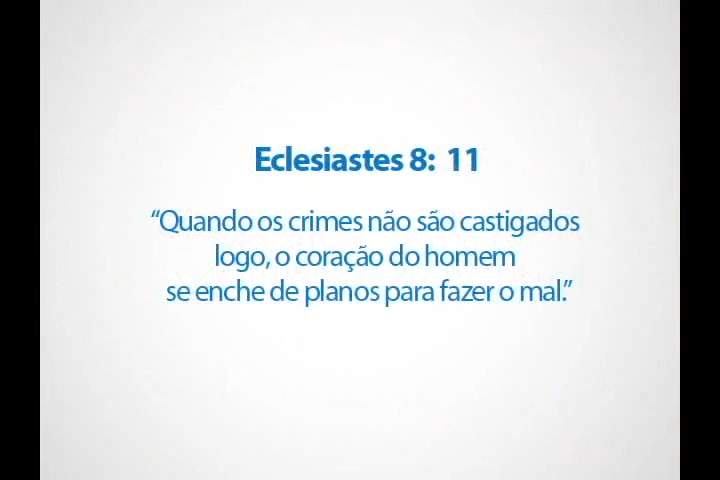 Eclesiastes 8: 11
“Quando os crimes não são castigados
logo, o coração do homem
se enche de planos para fazer o mal.”